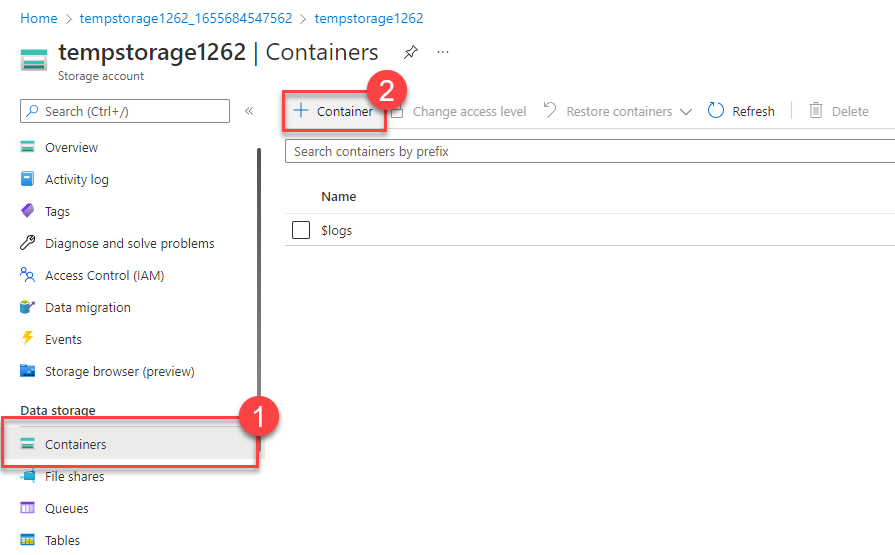 Home > tempstorage1262_1655684547562 > tempstorage1262
tempstorage1262 | Containers ...
Storage account
Search (Ctrl+/) «
Overview
Activity log
Tags
Diagnose and solve problems
Access Control (IAM)
Data migration
Events
Storage browser (preview)
Data storage
1
Containers
File shares
Queues
Tables
2
+ Container Change access level Restore containers Refresh Delete
Search containers by prefix
Name
$logs